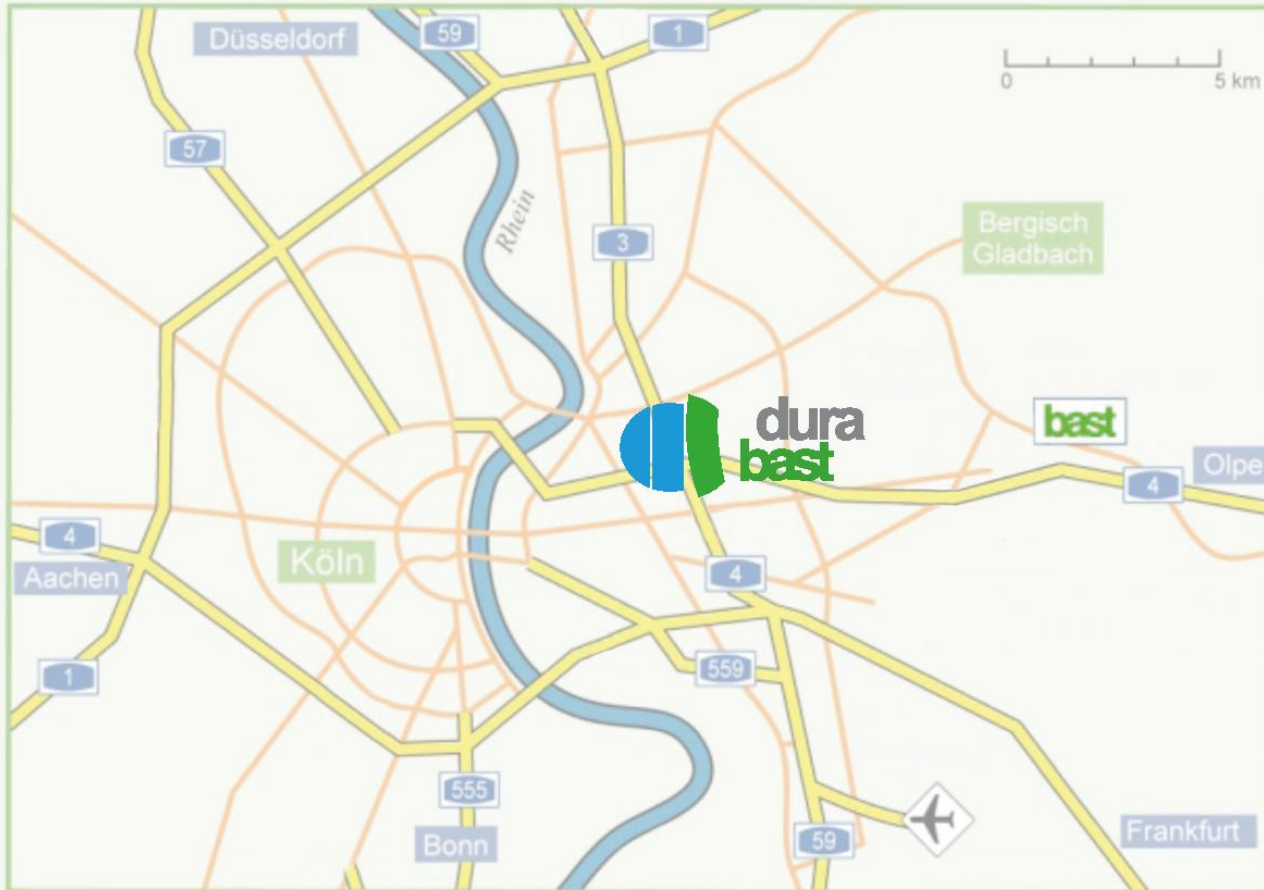 Düsseldorf
59
1
0
5 km
57
Rhein
3
Bergisch
Gladbach
dura
bast
bast
4
Olpe
4
Aachen
Köln
4
1
559
555
Bonn
59
Frankfurt